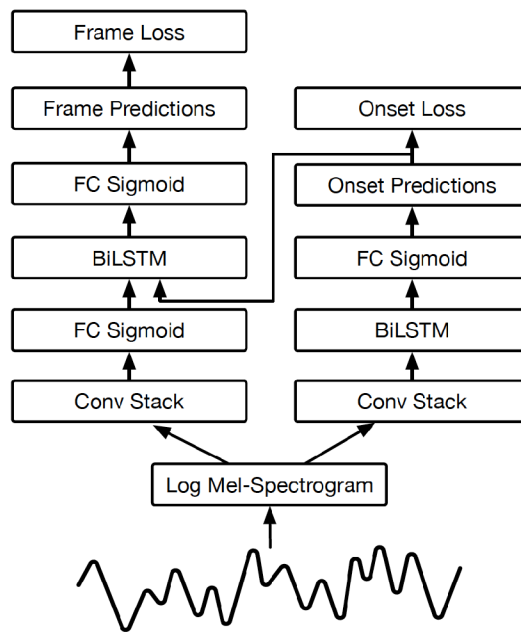 Frame Loss
Frame Predictions
Onset Loss
FC Sigmoid
Onset Predictions
BiLSTM
FC Sigmoid
FC Sigmoid
BiLSTM
Conv Stack
Conv Stack
Log Mel-Spectrogram